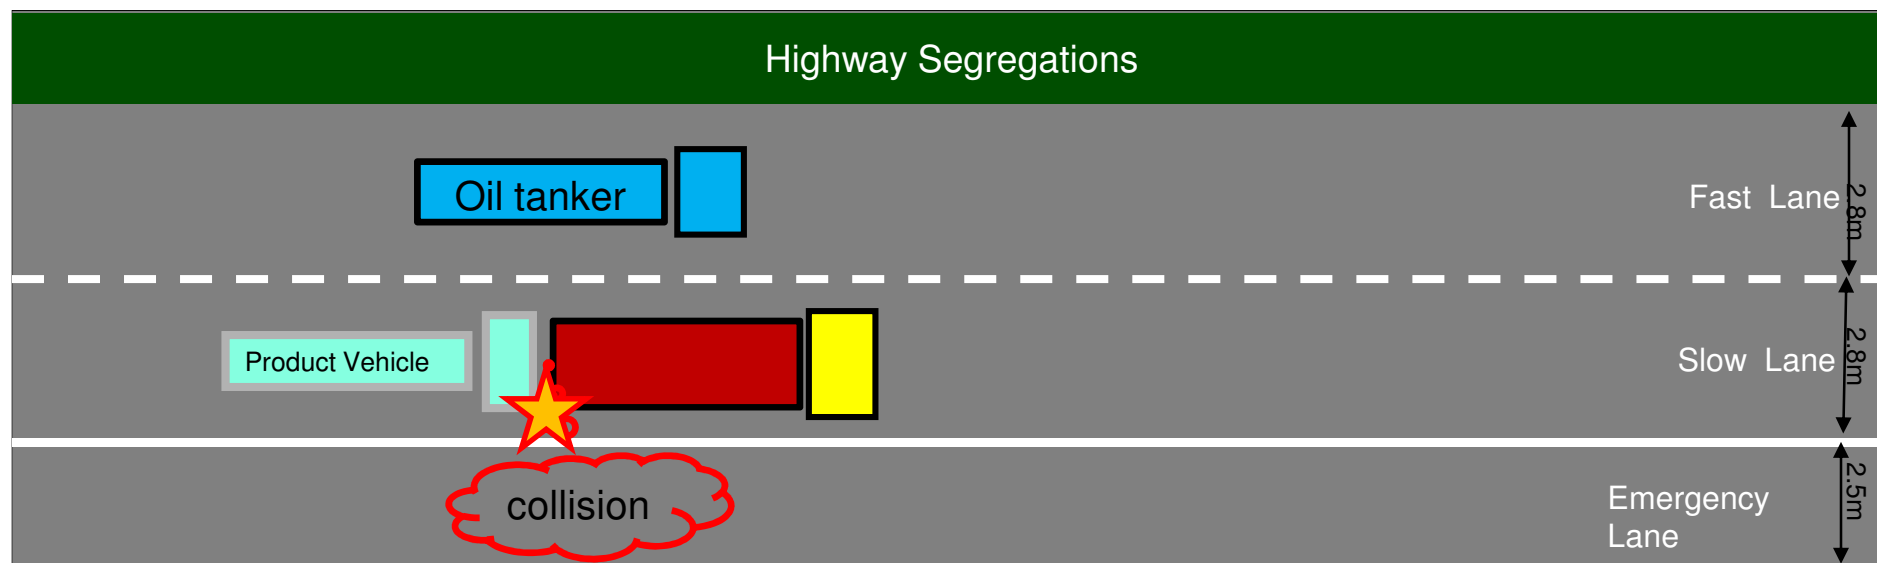 Highway Segregations
Oil tanker
Fast Lane
2.8m
Product Vehicle
Slow Lane
2.8m
collision
Emergency
Lane
2.5m